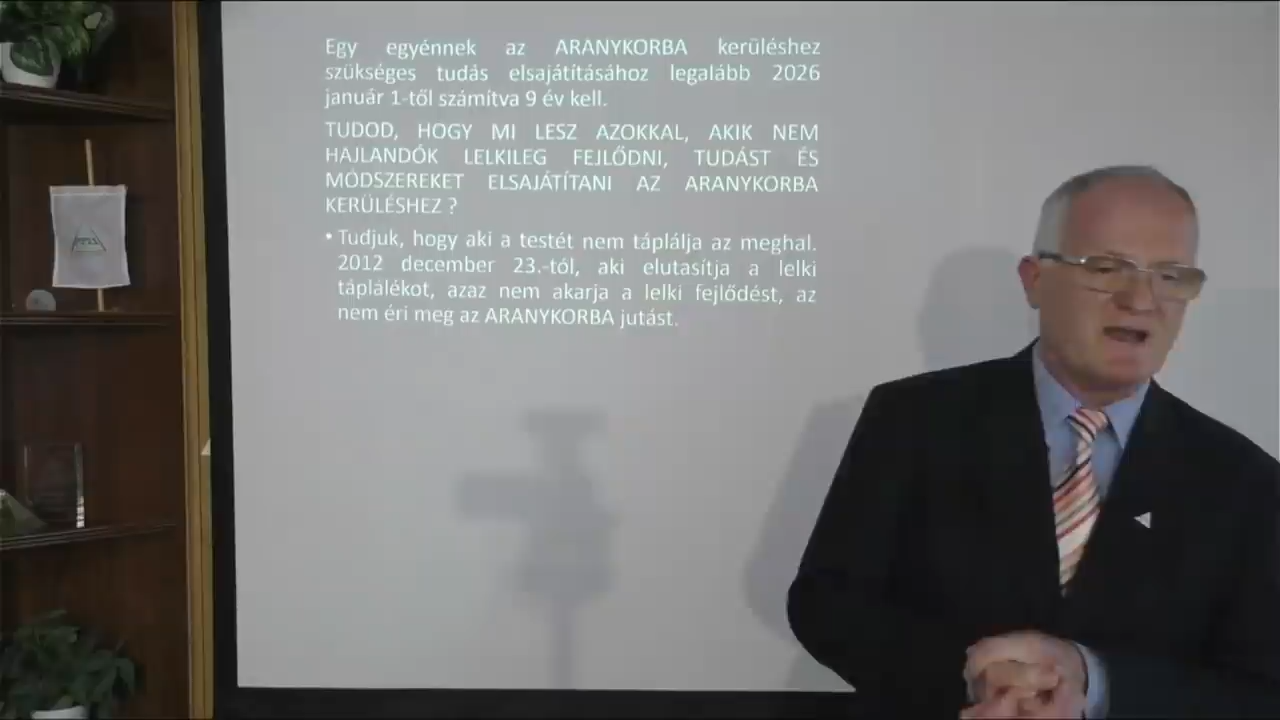 Egy egyénnek az ARANYKORBA kerüléshez
szükséges tudás elsajátításához legalább 2026
január 1-től számítva 9 év kell.
TUDOD, HOGY MI LESZ AZOKKAL, AKIK NEM
HAJLANDÓK LELKILEG FEJLŐDNI, TUDÁST ÉS
MÓDSZEREKET ELSAJÁTÍTANI AZ ARANYKORBA
KERÜLÉSHEZ ?
• Tudjuk, hogy aki a testét nem táplálja az meghal.
2012 december 23.-tól, aki elutasítja a lelki
táplálékot, azaz nem akarja a lelki fejlődést, az
nem éri meg az ARANYKORBA jutást.